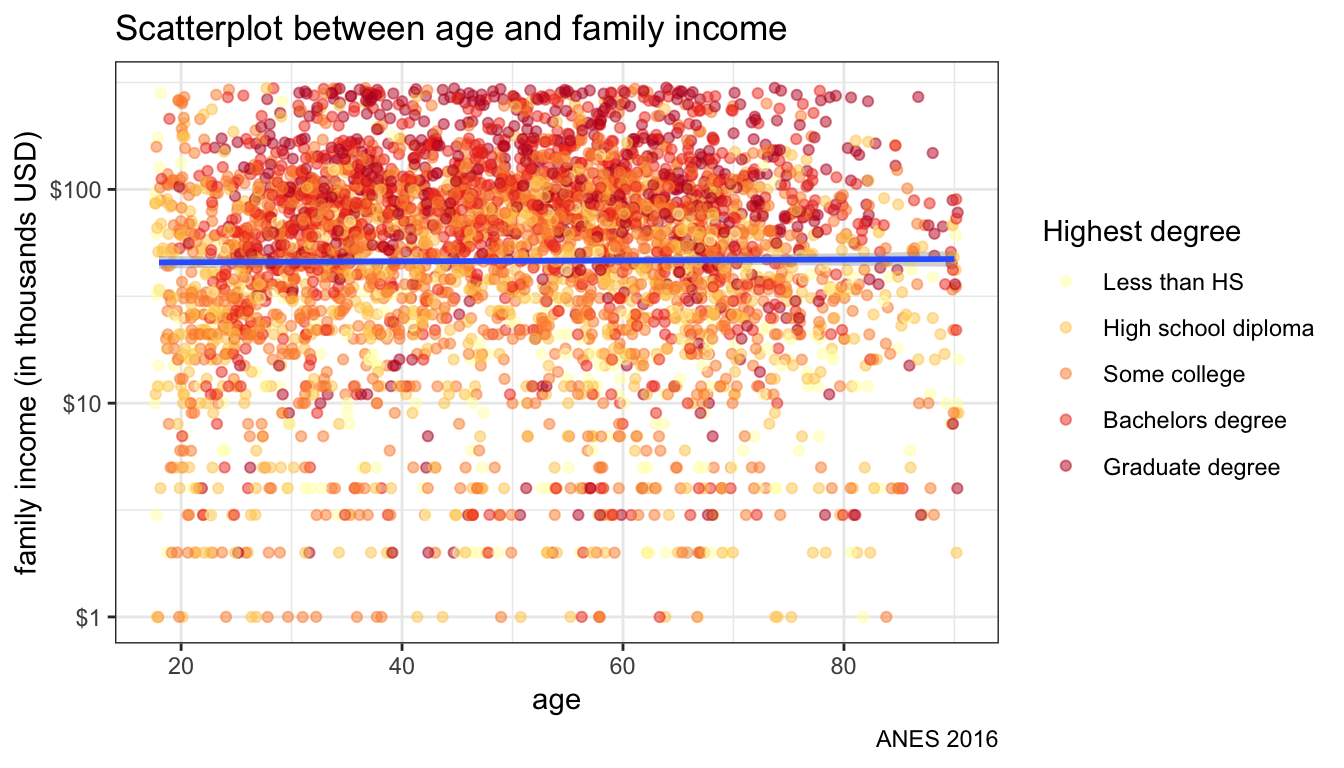 Scatterplot between age and family income
family income (in thousands USD)
$100
$10
$1
20 40 60 80
age
Highest degree
Less than HS
High school diploma
Some college
Bachelors degree
Graduate degree
ANES 2016